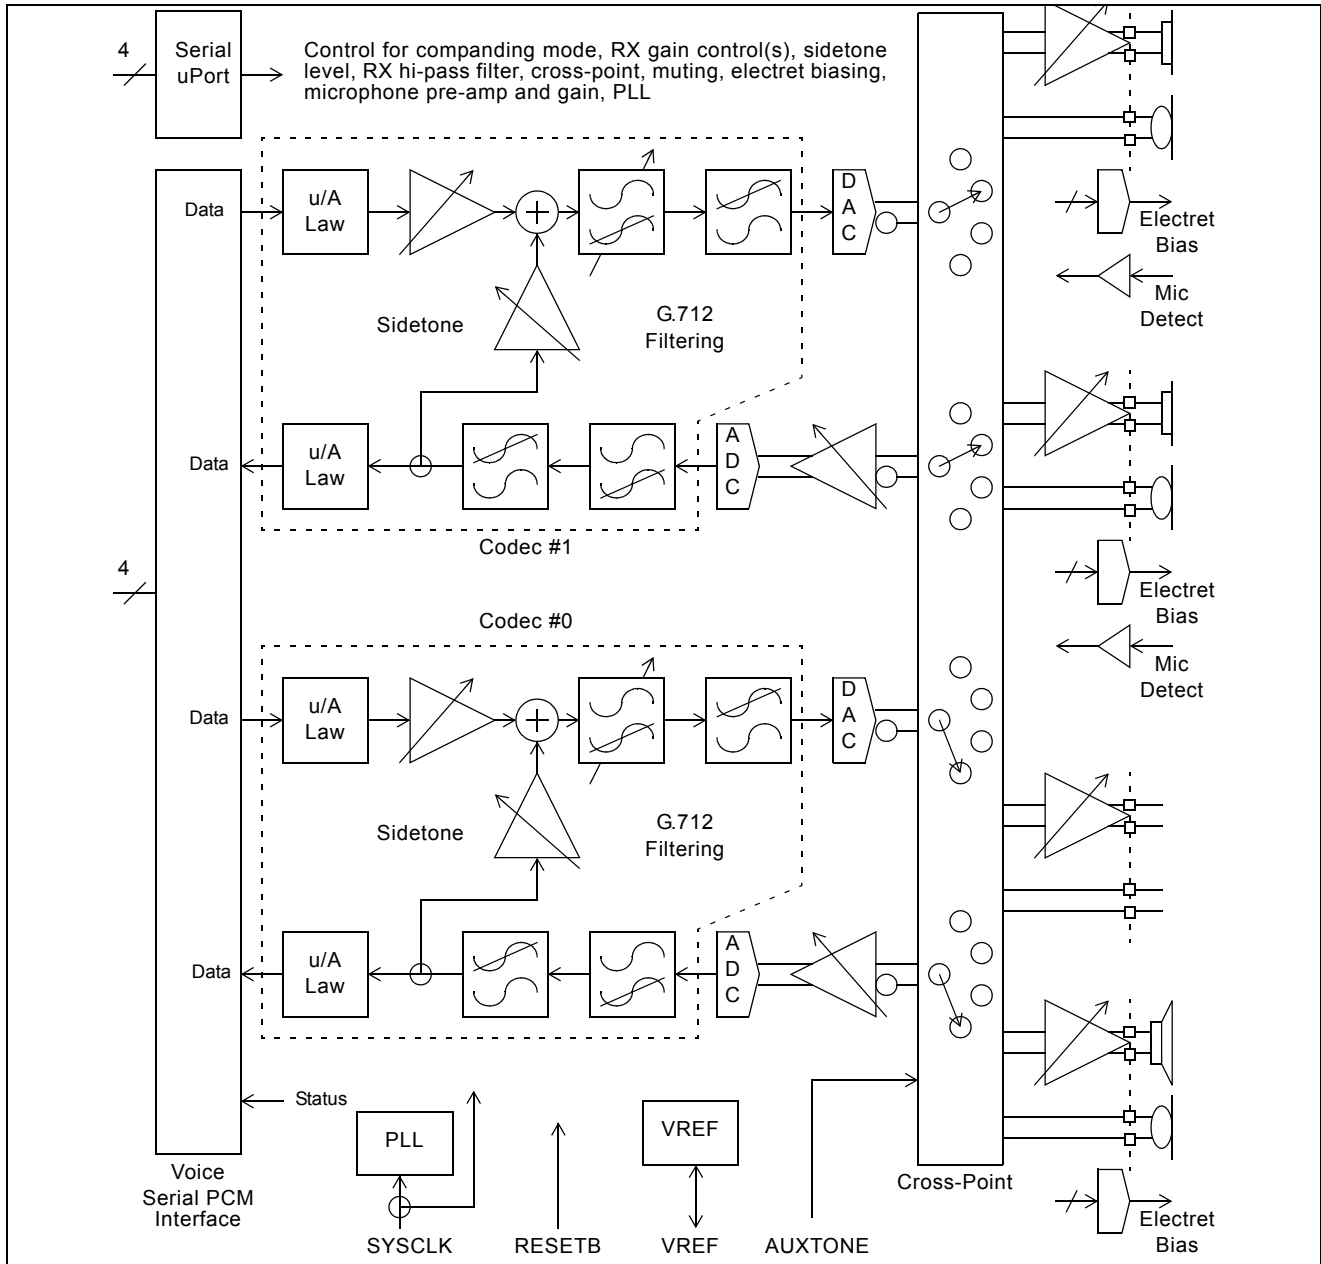 4
Serial
uPort
Control for companding mode, RX gain control(s), sidetone
level, RX hi-pass filter, cross-point, muting, electret biasing,
microphone pre-amp and gain, PLL
Data
u/A
Law
D
A
C
Electret
Bias
Sidetone
G.712
Filtering
Mic
Detect
Data
u/A
Law
A
D
C
Codec #1
4
Electret
Bias
Codec #0
Mic
Detect
Data
u/A
Law
D
A
C
Sidetone
G.712
Filtering
Data
u/A
Law
A
D
C
Status
PLL
VREF
Voice
Serial PCM
Interface
Cross-Point
SYSCLK
RESETB
VREF
AUXTONE
Electret
Bias